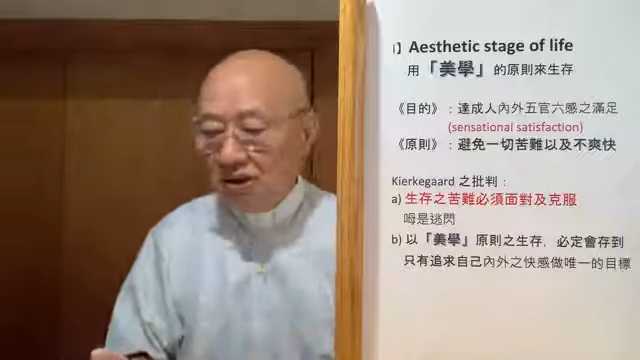 1】Aesthetic stage of life
用「美學」的原則來生存
《目的》：達成人內外五官六感之滿足
(sensational satisfaction)
《原則》：避免一切苦難以及不爽快
Kierkegaard 之批判：
a) 生存之苦難必須面對及克服
呣是逃閃
b) 以「美學」原則之生存，必定會存到
只有追求自己內外之快感做唯一的目標